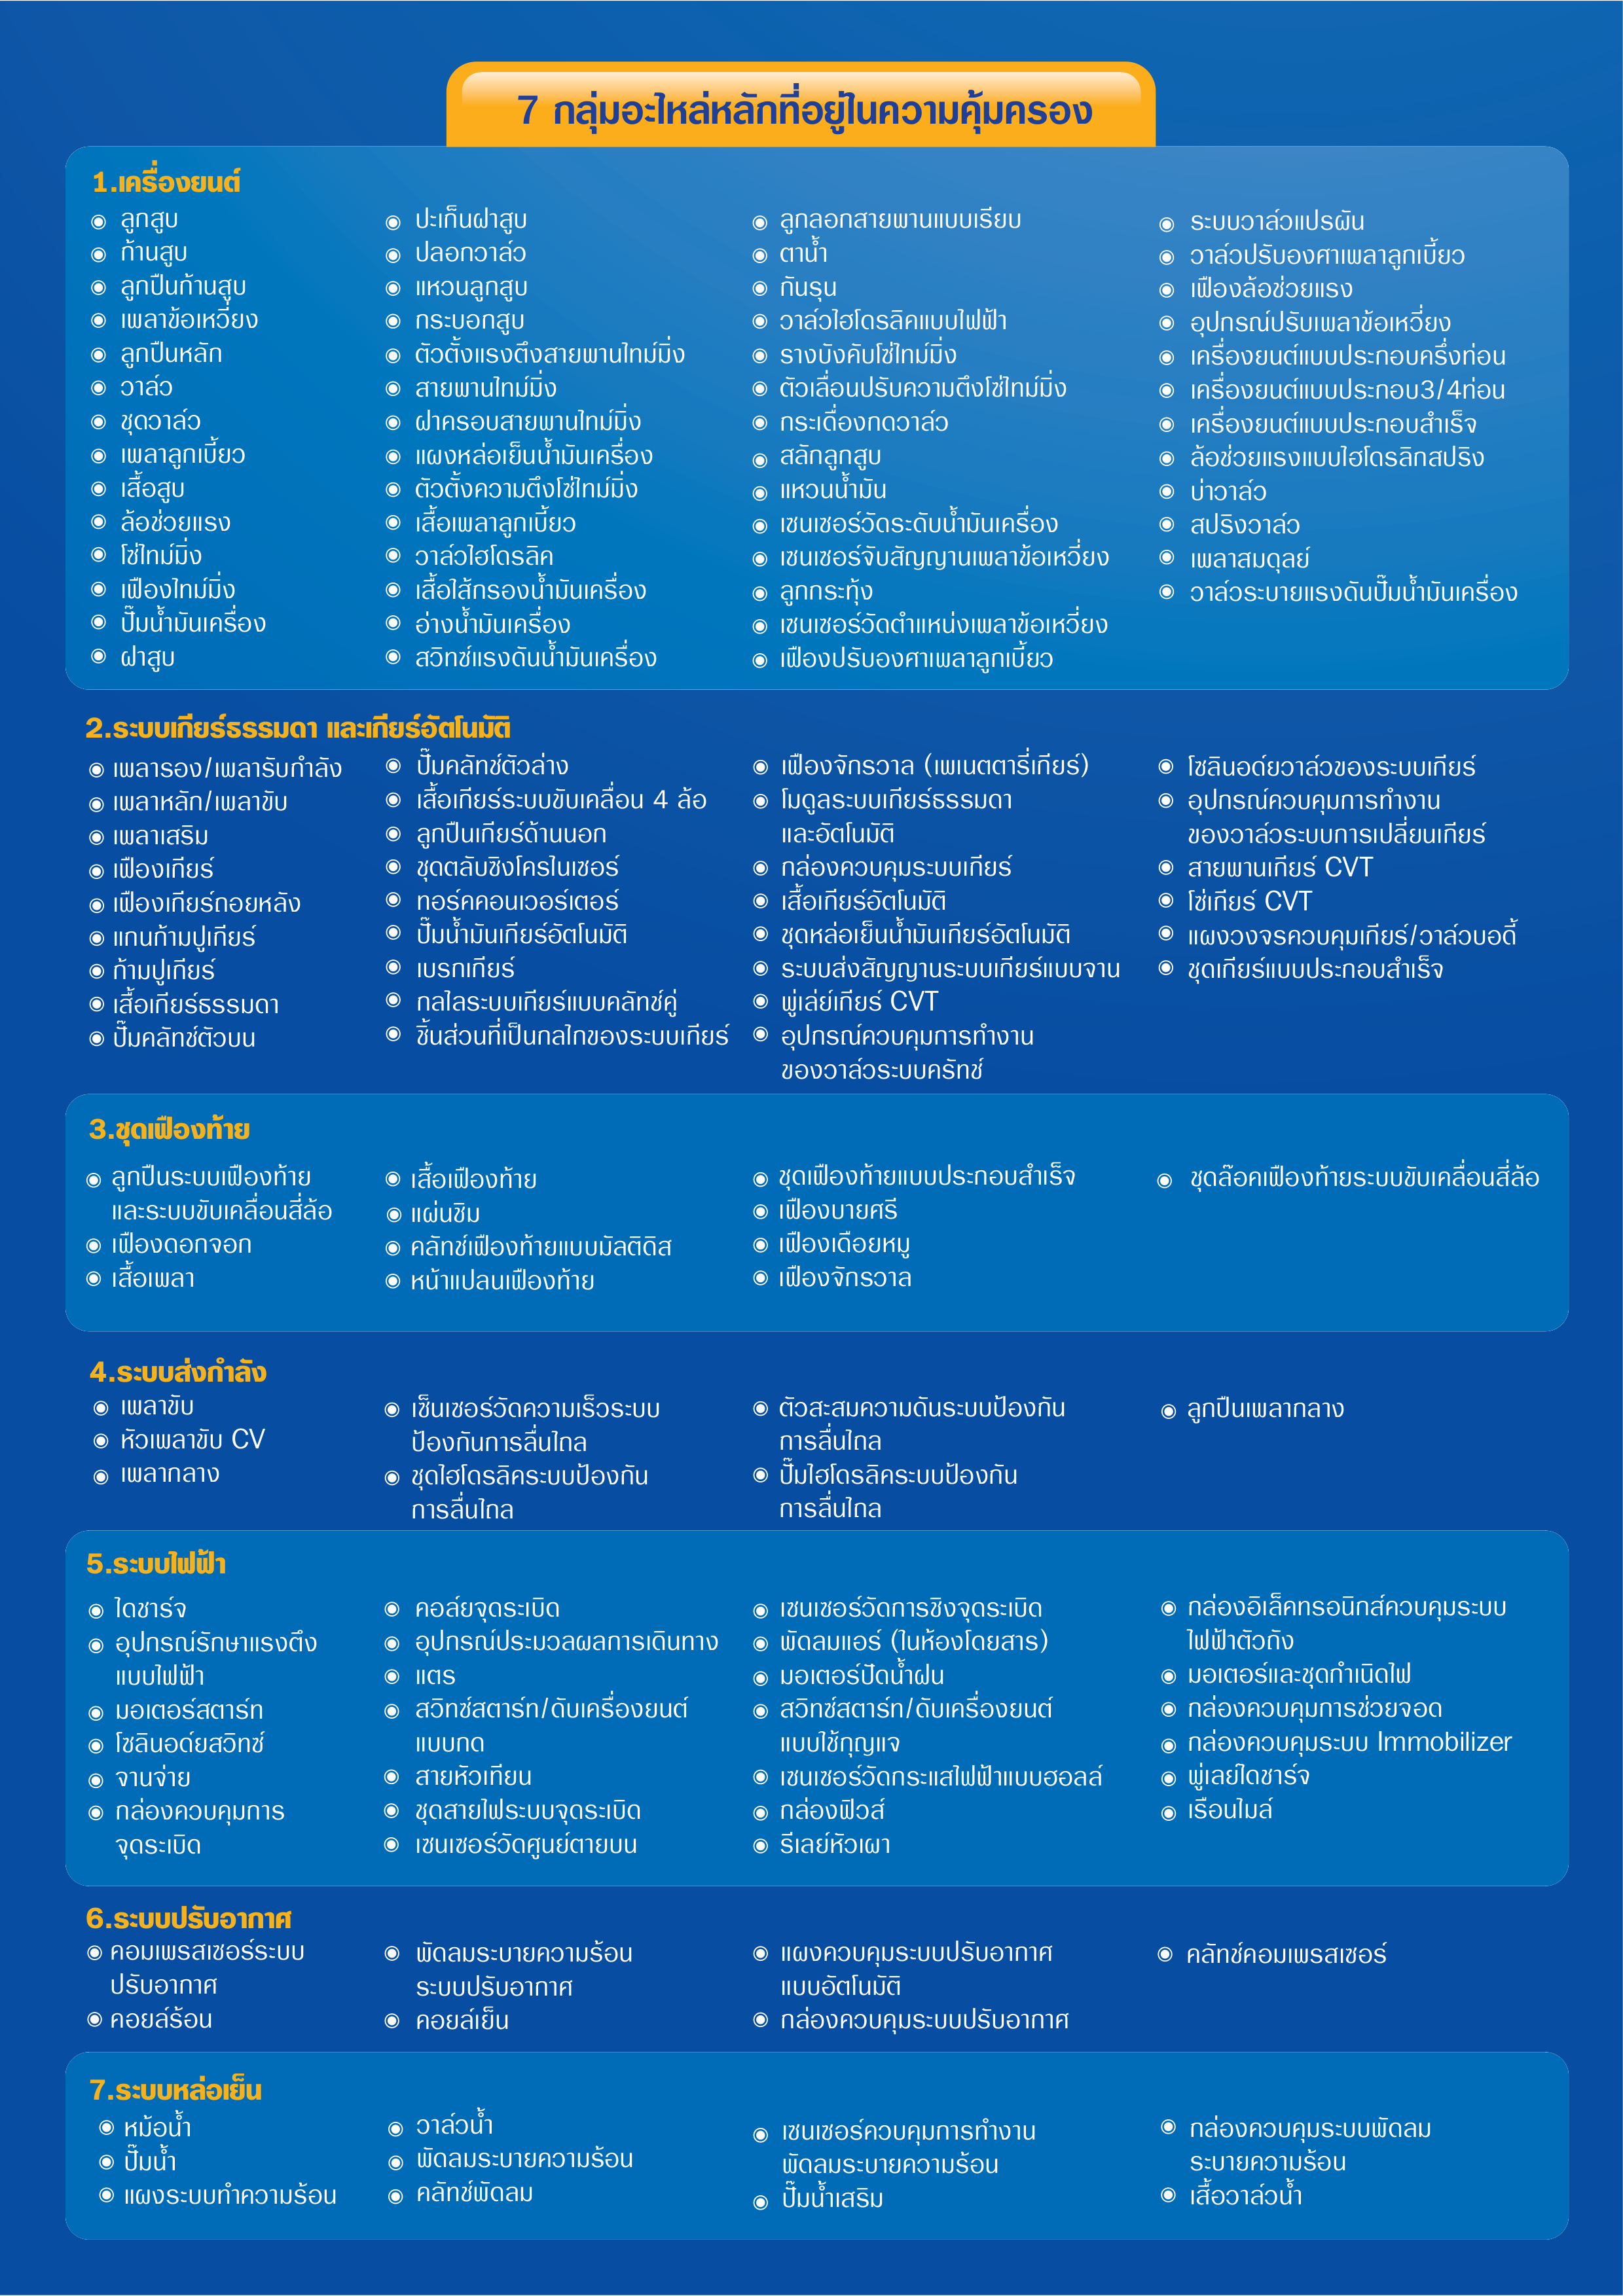 7 กลุ่มอะไหล่หลักที่อยู่ในความคุ้มครอง
1.เครื่องยนต์
ลูกสูบ
ก้านสูบ
ลูกปืนก้านสูบ
เพลาข้อเหวี่ยง
ลูกปืนหลัก
วาล์ว
ชุดวาล์ว
เพลาลูกเบี้ยว
เสื้อสูบ
ล้อช่วยแรง
โซ่ไทม์มิ่ง
เฟืองไทม์มิ่ง
ปั๊มน้ำมันเครื่อง
ฝาสูบ
ปะเก็นฝาสูบ
ปลอกวาล์ว
แหวนลูกสูบ
กระบอกสูบ
ตัวตั้งแรงตึงสายพานไทม์มิ่ง
สายพานไทม์มิ่ง
ฝาครอบสายพานไทม์มิ่ง
แผงหล่อเย็นน้ำมันเครื่อง
ตัวตั้งความตึงโซ่ไทม์มิ่ง
เสื้อเพลาลูกเบี้ยว
วาล์วไฮโดรลิค
เสื้อไส้กรองน้ำมันเครื่อง
อ่างน้ำมันเครื่อง
สวิทช์แรงดันน้ำมันเครื่อง
ลูกลอกสายพานแบบเรียบ
ตาน้ำ
กันรุน
วาล์วไฮโดรลิคแบบไฟฟ้า
รางบังคับโซ่ไทม์มิ่ง
ตัวเลื่อนปรับความตึงโซ่ไทม์มิ่ง
กระเดื่องกดวาล์ว
สลักลูกสูบ
แหวนน้ำมัน
เซนเซอร์วัดระดับน้ำมันเครื่อง
เซนเซอร์จับสัญญานเพลาข้อเหวี่ยง
ลูกกระทุ้ง
เซนเซอร์วัดตำแหน่งเพลาข้อเหวี่ยง
เฟืองปรับองศาเพลาลูกเบี้ยว
ระบบวาล์วแปรผัน
วาล์วปรับองศาเพลาลูกเบี้ยว
เฟืองล้อช่วยแรง
อุปกรณ์ปรับเพลาข้อเหวี่ยง
เครื่องยนต์แบบประกอบครึ่งท่อน
เครื่องยนต์แบบประกอบ3/4ท่อน
เครื่องยนต์แบบประกอบสำเร็จ
ล้อช่วยแรงแบบไฮโดรลิกสปริง
บ่าวาล์ว
สปริงวาล์ว
เพลาสมดุลย์
วาล์วระบายแรงดันปั๊มน้ำมันเครื่อง
2.ระบบเกียร์ธรรมดา และเกียร์อัตโนมัติ
เพลารอง/เพลารับกำลัง
เพลาหลัก/เพลาขับ
เพลาเสริม
เฟืองเกียร์
เฟืองเกียร์ถอยหลัง
แกนก้ามปูเกียร์
ก้ามปูเกียร์
เสื้อเกียร์ธรรมดา
ปั๊มคลัทช์ตัวบน
ปั๊มคลัทช์ตัวล่าง
เสื้อเกียร์ระบบขับเคลื่อน 4 ล้อ
ลูกปืนเกียร์ด้านนอก
ชุดตลับซิงโครไนเซอร์
ทอร์คคอนเวอร์เตอร์
ปั๊มน้ำมันเกียร์อัตโนมัติ
เบรกเกียร์
กลไลระบบเกียร์แบบคลัทช์คู่
ชิ้นส่วนที่เป็นกลไกของระบบเกียร์
เฟืองจักรวาล (เพเนตตารี่เกียร์)
โมดูลระบบเกียร์ธรรมดา
และอัตโนมัติ
กล่องควบคุมระบบเกียร์
เสื้อเกียร์อัตโนมัติ
ชุดหล่อเย็นน้ำมันเกียร์อัตโนมัติ
ระบบส่งสัญญานระบบเกียร์แบบจาน
พู่เล่ย์เกียร์ CVT
อุปกรณ์ควบคุมการทำงาน
ของวาล์วระบบครัทช์
โซลินอด์ยวาล์วของระบบเกียร์
อุปกรณ์ควบคุมการทำงาน
ของวาล์วระบบการเปลี่ยนเกียร์
สายพานเกียร์ CVT
โซ่เกียร์ CVT
แผงวงจรควบคุมเกียร์/วาล์วบอดี้
ชุดเกียร์แบบประกอบสำเร็จ
3.ชุดเฟืองท้าย
ลูกปืนระบบเฟืองท้าย
และระบบขับเคลื่อนสี่ล้อ
เฟืองดอกจอก
เสื้อเพลา
เสื้อเฟืองท้าย
แผ่นชิม
คลัทช์เฟืองท้ายแบบมัลติดิส
หน้าแปลนเฟืองท้าย
ชุดเฟืองท้ายแบบประกอบสำเร็จ
เฟืองบายศรี
เฟืองเดือยหมู
เฟืองจักรวาล
ชุดล๊อคเฟืองท้ายระบบขับเคลื่อนสี่ล้อ
4.ระบบส่งกำลัง
เพลาขับ
หัวเพลาขับ CV
เพลากลาง
เซ็นเซอร์วัดความเร็วระบบ
ป้องกันการลื่นไถล
ชุดไฮโดรลิคระบบป้องกัน
การลื่นไถล
ตัวสะสมความดันระบบป้องกัน
การลื่นไถล
ปั๊มไฮโดรลิคระบบป้องกัน
การลื่นไถล
ลูกปืนเพลากลาง
5.ระบบไฟฟ้า
ไดชาร์จ
อุปกรณ์รักษาแรงตึง
แบบไฟฟ้า
มอเตอร์สตาร์ท
โซลินอด์ยสวิทซ์
จานจ่าย
กล่องควบคุมการ
จุดระเบิด
คอล์ยจุดระเบิด
อุปกรณ์ประมวลผลการเดินทาง
แตร
สวิทซ์สตาร์ท/ดับเครื่องยนต์
แบบกด
สายหัวเทียน
ชุดสายไฟระบบจุดระเบิด
เซนเซอร์วัดศูนย์ตายบน
เซนเซอร์วัดการชิงจุดระเบิด
พัดลมแอร์ (ในห้องโดยสาร)
มอเตอร์ปัดน้ำฝน
สวิทซ์สตาร์ท/ดับเครื่องยนต์
แบบใช้กุญแจ
เซนเซอร์วัดกระแสไฟฟ้าแบบฮอลล์
กล่องฟิวส์
รีเลย์หัวเผา
กล่องอิเล็คทรอนิกส์ควบคุมระบบ
ไฟฟ้าตัวถัง
มอเตอร์และชุดกำเนิดไฟ
กล่องควบคุมการช่วยจอด
กล่องควบคุมระบบ Immobilizer
พู่เลย์ไดชาร์จ
เรือนไมล์
6.ระบบปรับอากาศ
คอมเพรสเซอร์ระบบ
ปรับอากาศ
คอยล์ร้อน
พัดลมระบายความร้อน
ระบบปรับอากาศ
คอยล์เย็น
แผงควบคุมระบบปรับอากาศ
แบบอัตโนมัติ
กล่องควบคุมระบบปรับอากาศ
คลัทช์คอมเพรสเซอร์
7.ระบบหล่อเย็น
หม้อน้ำ
ปั๊มน้ำ
แผงระบบทำความร้อน
วาล์วน้ำ
พัดลมระบายความร้อน
คลัทช์พัดลม
เซนเซอร์ควบคุมการทำงาน
พัดลมระบายความร้อน
ปั๊มน้ำเสริม
กล่องควบคุมระบบพัดลม
ระบายความร้อน
เสื้อวาล์วน้ำ